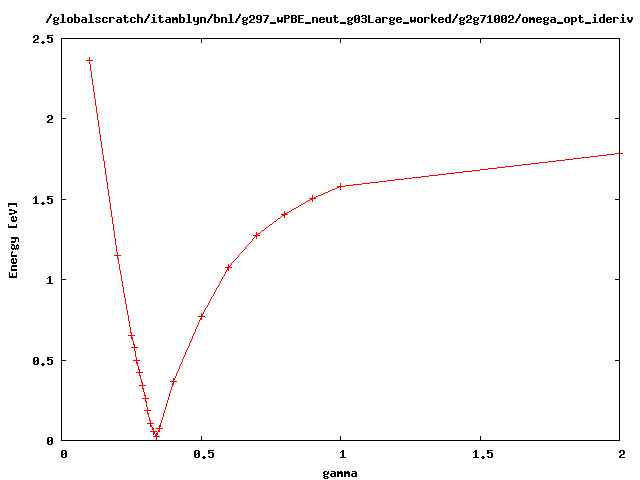 /globalscratch/itamblyn/bnl/g297_wPBE_neut_g03Large_worked/g2g71002/omega_opt_ideriv
2.5
2
1.5
1
0.5
0
Energy [eV]
0 0.5 1 1.5 2
gamma